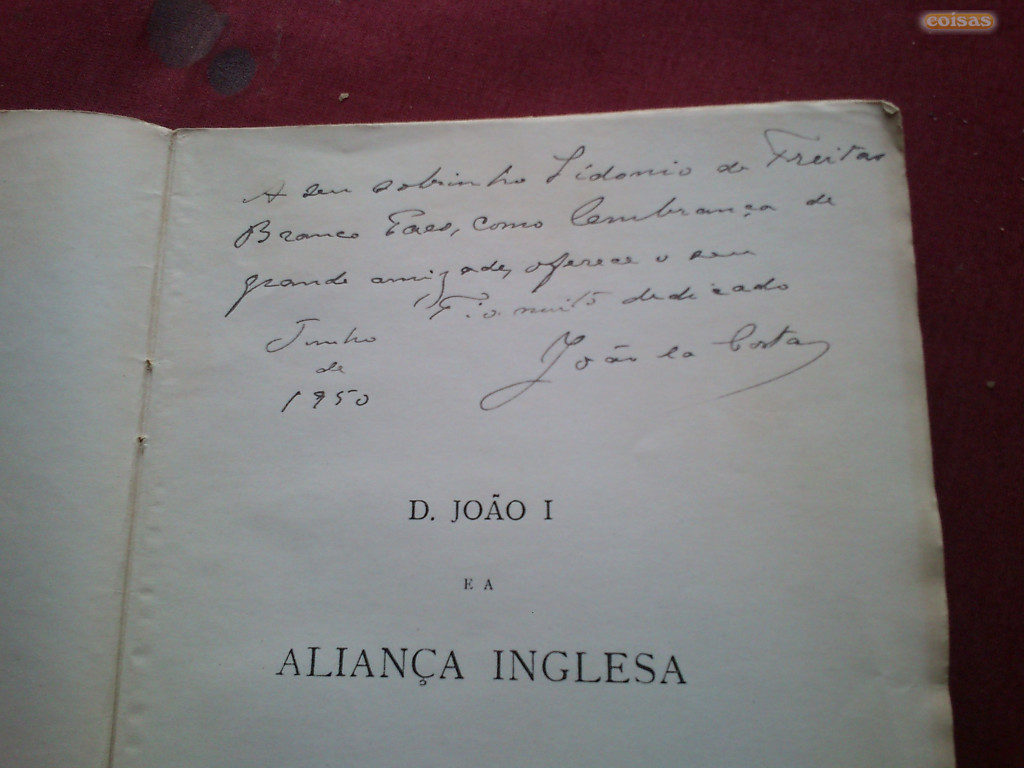 coisas
A seu sobrinho Sidonio de Freitas
Branco Paes, como lembrança de
grande amizade, oferece o seu
Tio muito dedicado
João da Costa
Junho
de
1950
D. JOÃO I
E A
ALIANÇA INGLESA